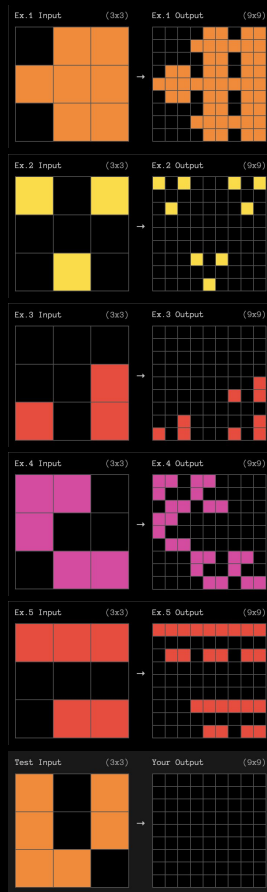 Ex.1 Input (3x3) Ex.1 Output (9x9)
→
Ex.2 Input (3x3) Ex.2 Output (9x9)
→
Ex.3 Input (3x3) Ex.3 Output (9x9)
→
Ex.4 Input (3x3) Ex.4 Output (9x9)
→
Ex.5 Input (3x3) Ex.5 Output (9x9)
→
Test Input (3x3) Your Output (9x9)
→